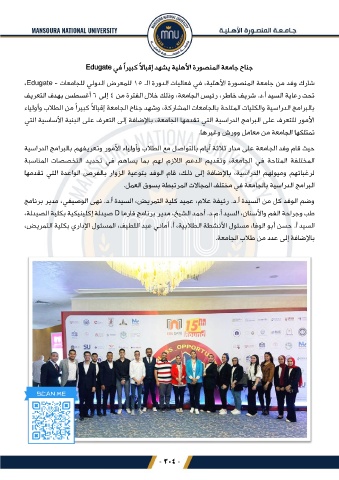 MANSOURA NATIONAL UNIVERSITY
جـامـعـة المنصـورة الأهـلـيـة
جناح جامعة المنصورة الأهلية يشهد إقبالاً كبيراً في Edugate
شارك وفد من جامعة المنصورة الأهلية، في فعاليات الدورة الـ ١٥ للمعرض الدولي للجامعات - Edugate،
تحت رعاية السيد أ.د. شريف خاطر، رئيس الجامعة، وذلك خلال الفترة من ٤ إلى ٦ أغسطس بهدف التعريف
بالبرامج الدراسية والكليات المتاحة بالجامعات المشاركة، وشهد جناح الجامعة إقبالاً كبيراً من الطلاب وأولياء
الأمور للتعرف على البرامج الدراسية التي تقدمها الجامعة، بالإضافة إلى التعرف على البنية الأساسية التي
تمتلكها الجامعة من معامل وورش وغيرها.
حيث قام وفد الجامعة على مدار ثلاثة أيام بالتواصل مع الطلاب وأولياء الأمور وتعريفهم بالبرامج الدراسية
المختلفة المتاحة في الجامعة، وتقديم الدعم اللازم لهم بما يساهم في تحديد التخصصات المناسبة
لرغباتهم وميولهم الدراسية، بالإضافة إلى ذلك، قام الوفد بتوعية الزوار بالفرص الواعدة التي تقدمها
البرامج الدراسية بالجامعة في مختلف المجالات المرتبطة بسوق العمل.
وضم الوفد كل من السيدة أ.د. رئيفة علام، عميد كلية التمريض، السيدة أ.د. نهى الوصيفي، مدير برنامج
طب وجراحة الفم والأسنان، السيد أ.م.د. أحمد الشيخ، مدير برنامج فارما D صيدلة إكلينيكية بكلية الصيدلة،
السيد أ. حسن أبو الوفا، مسئول الأنشطة الطلابية، أ. أماني عبد اللطيف، المسئول الإداري بكلية التمريض،
بالإضافة إلى عدد من طلاب الجامعة.
15TH
SCAN ME
- ٣٠٤ -